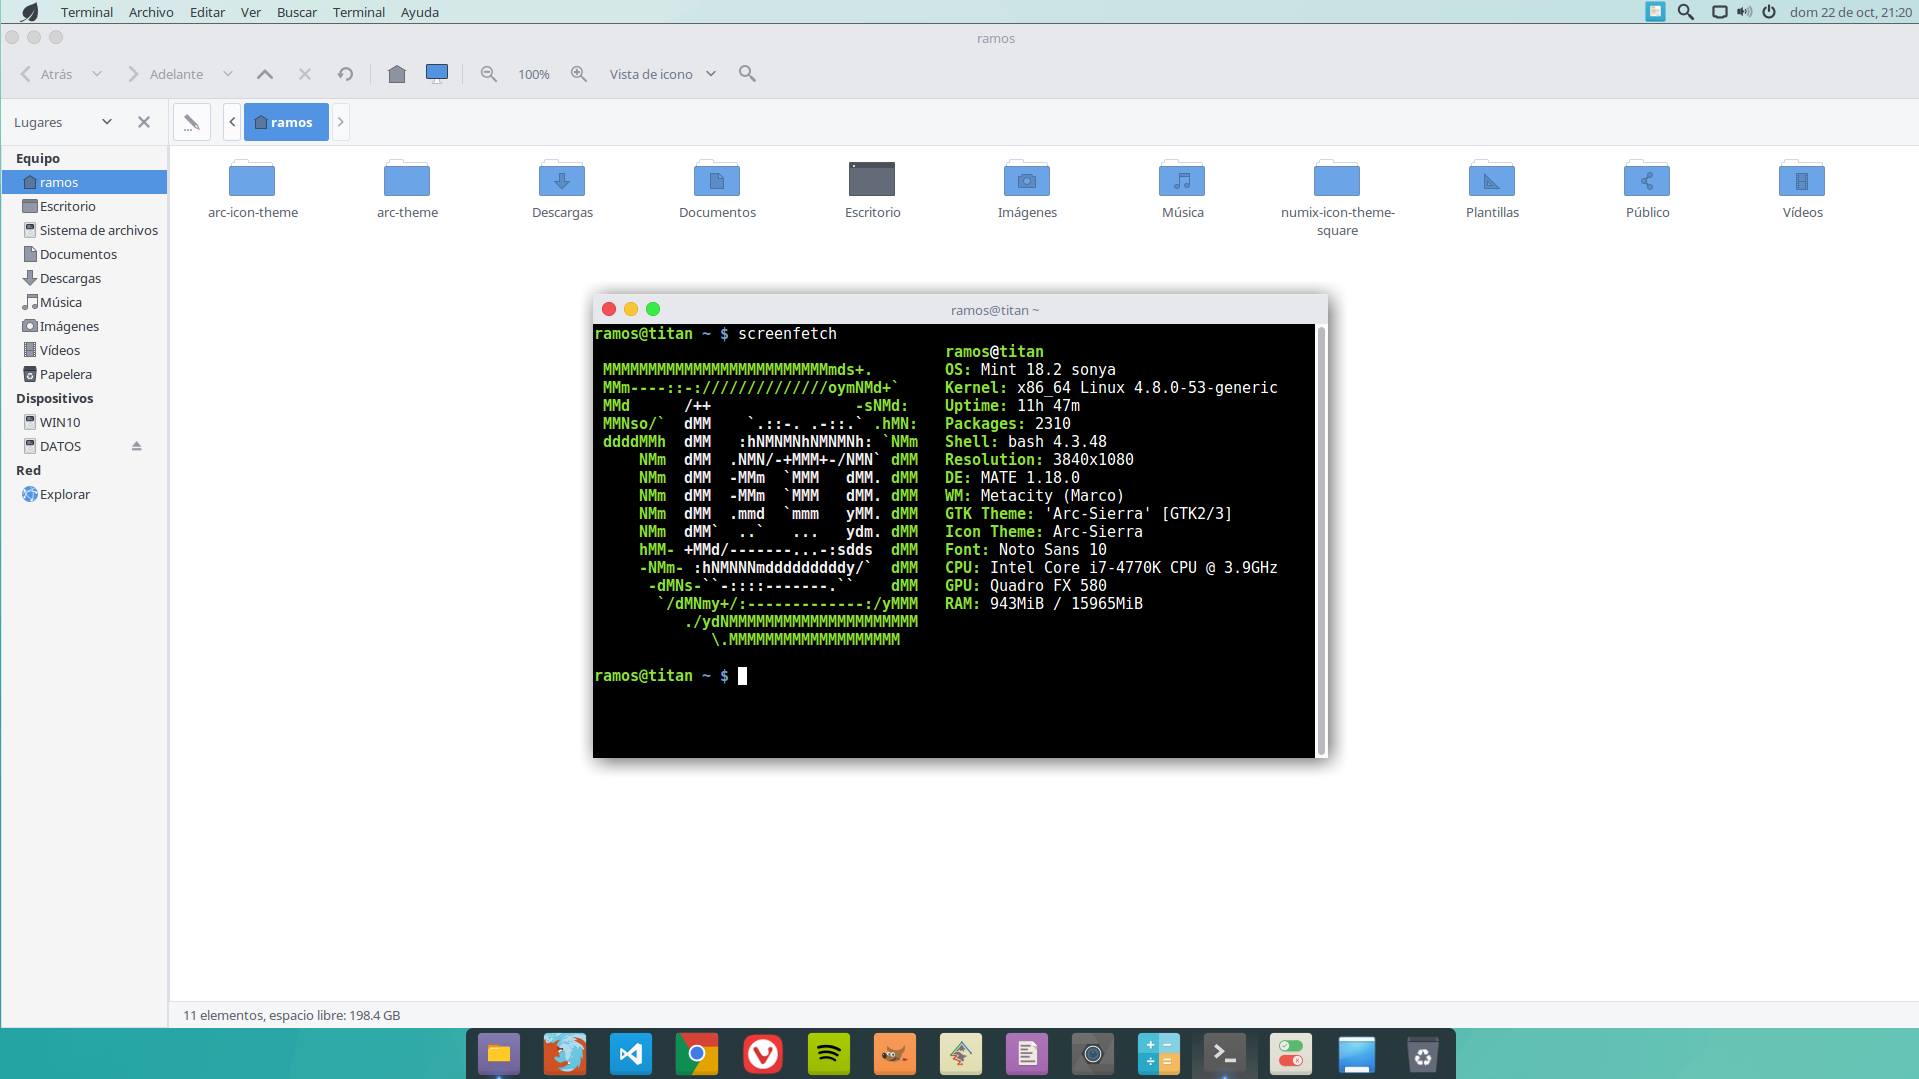 Terminal Archivo Editar Ver Buscar Terminal Ayuda dom 22 de oct, 21:20
ramos
Atrás Adelante 100% Vista de icono
Lugares ramos
Equipo
ramos
Escritorio
Sistema de archivos
Documentos
Descargas
Música
Imágenes
Vídeos
Papelera
Dispositivos
WIN10
DATOS
Red
Explorar
arc-icon-theme arc-theme Descargas Documentos Escritorio Imágenes Música numix-icon-theme- Plantillas Público Vídeos
square
ramos@titan ~
ramos@titan ~ $ screenfetch
ramos@titan
MMMMMMMMMMMMMMMMMMMMMMMMMmds+. OS: Mint 18.2 sonya
MMm----::-://////////////oymNMd+` Kernel: x86_64 Linux 4.8.0-53-generic
MMd /++ -sNMd: Uptime: 11h 47m
MMNso/` dMM `.::-. .-::.` .hMN: Packages: 2310
ddddMMh dMM :hNMNMNhNMNMNh: `NMm Shell: bash 4.3.48
NMm dMM .NMN/-+MMM+-/NMN` dMM Resolution: 3840x1080
NMm dMM -MMm `MMM dMM. dMM DE: MATE 1.18.0
NMm dMM -MMm `MMM dMM. dMM WM: Metacity (Marco)
NMm dMM .mmd `mmm yMM. dMM GTK Theme: 'Arc-Sierra' [GTK2/3]
NMm dMM` ..` ... ydm. dMM Icon Theme: Arc-Sierra
hMM- +MMd/-------...-:sdds dMM Font: Noto Sans 10
-NMm- :hNMNNNmdddddddddy/` dMM CPU: Intel Core i7-4770K CPU @ 3.9GHz
-dMNs-``-::::-------.`` dMM GPU: Quadro FX 580
`/dMNmy+/:-------------:/yMMM RAM: 943MiB / 15965MiB
./ydNMMMMMMMMMMMMMMMMMMMMM
\.MMMMMMMMMMMMMMMMMMM
ramos@titan ~ $
11 elementos, espacio libre: 198.4 GB